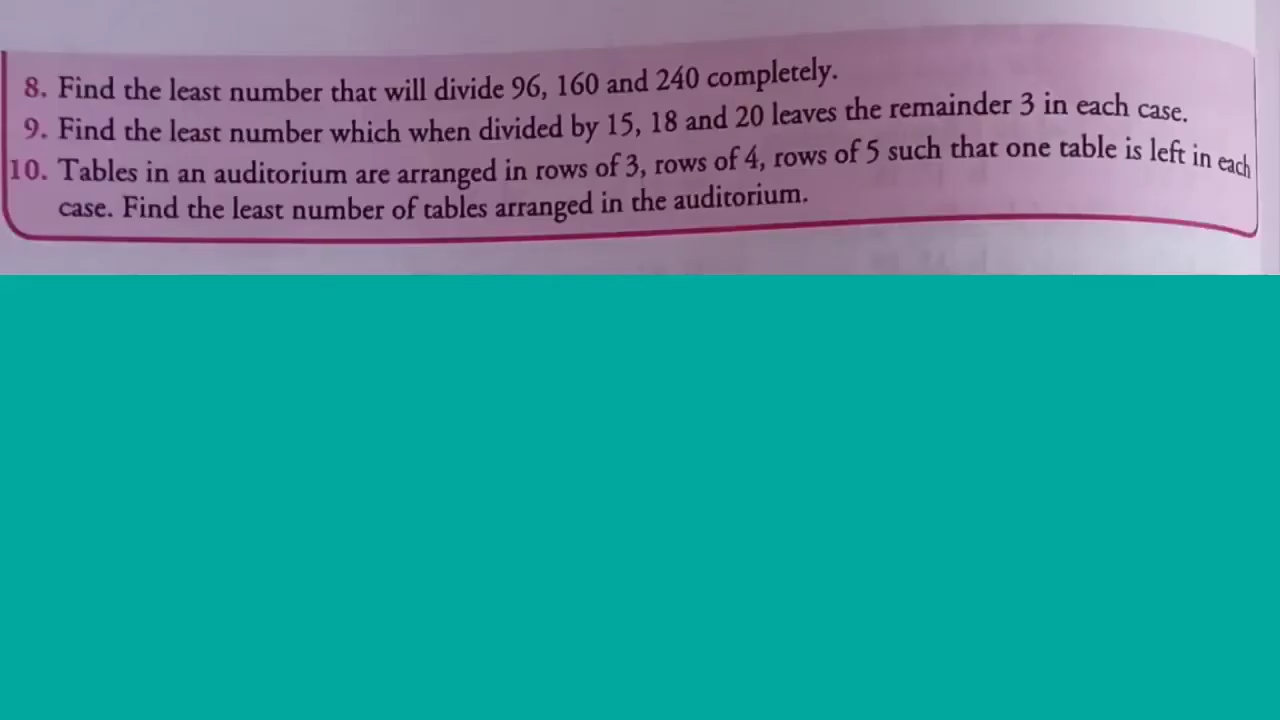 8. Find the least number that will divide 96, 160 and 240 completely.
9. Find the least number which when divided by 15, 18 and 20 leaves the remainder 3 in each case.
10. Tables in an auditorium are arranged in rows of 3, rows of 4, rows of 5 such that one table is left in each
case. Find the least number of tables arranged in the auditorium.